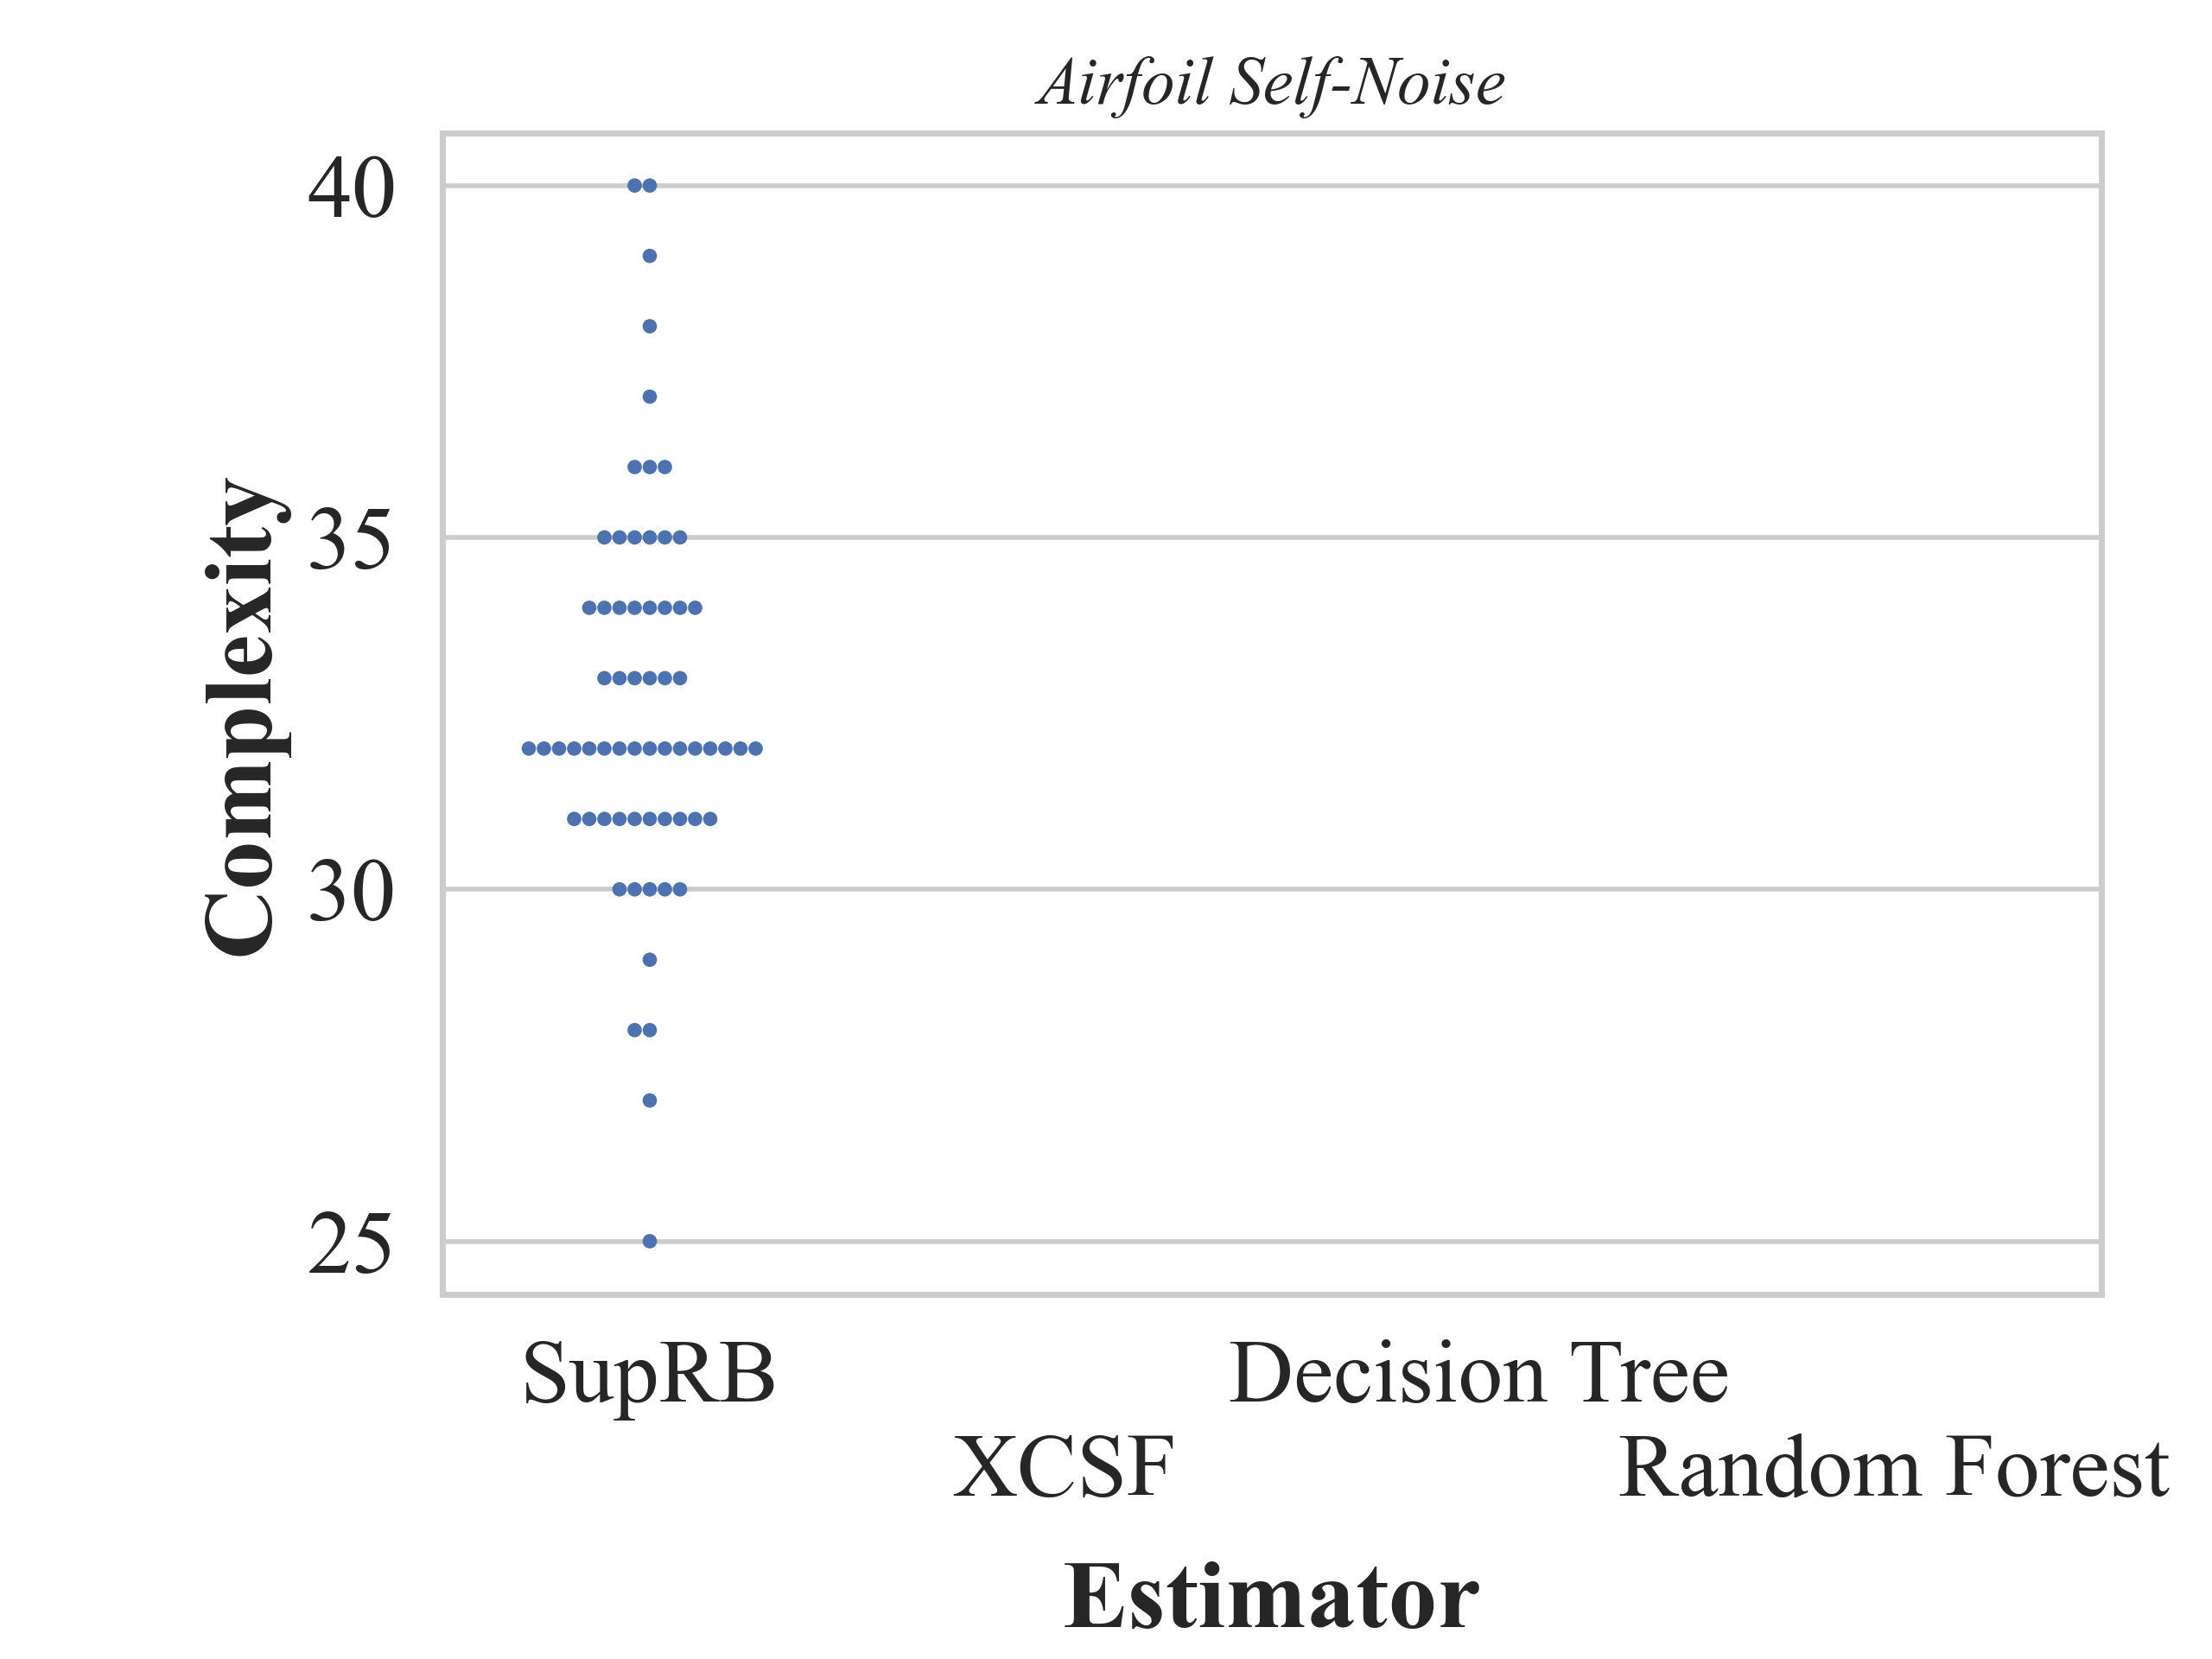 Airfoil Self-Noise
40
35
30
25
Complexity
SupRB
Decision Tree
XCSF
Random Forest
Estimator